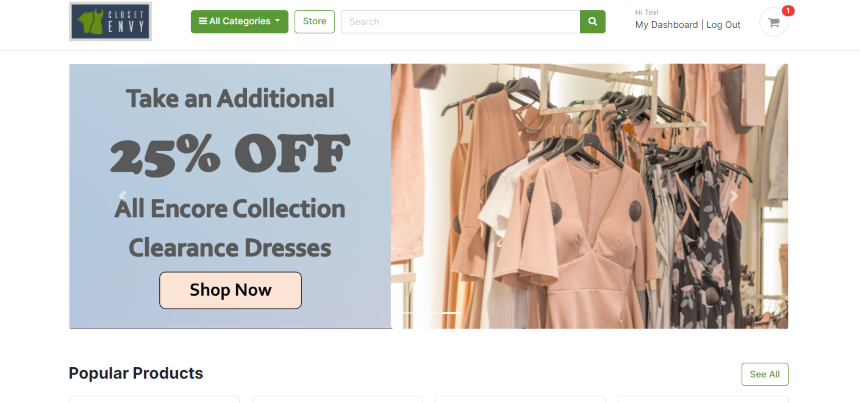 CLOSET
ENVY
All Categories
Store
Search
Hi Tex!
My Dashboard | Log Out
1
Take an Additional
25% OFF
All Encore Collection
Clearance Dresses
Shop Now
Popular Products
See All